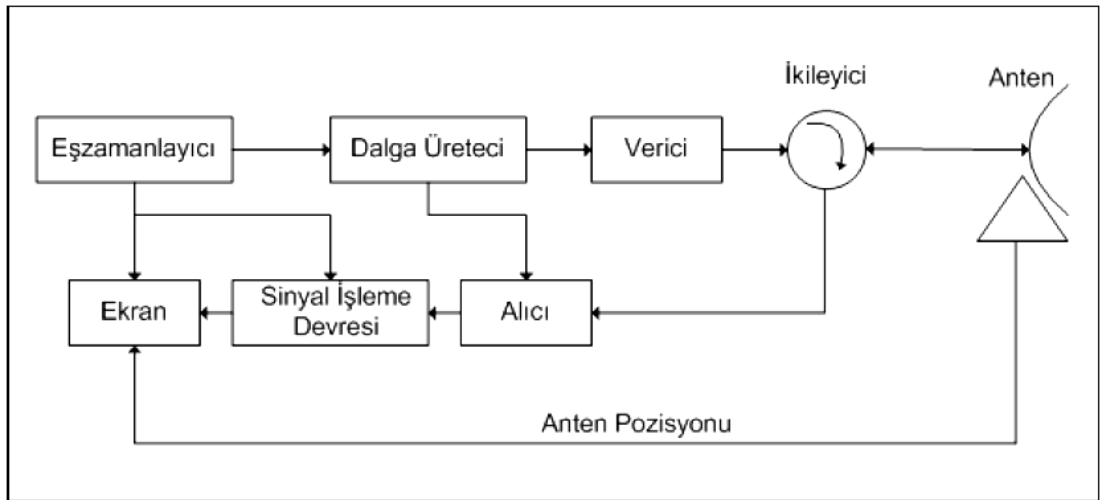 İkileyici
Anten
Eşzamanlayıcı
Dalga Üreteci
Verici
Ekran
Sinyal İşleme
Devresi
Alıcı
Anten Pozisyonu